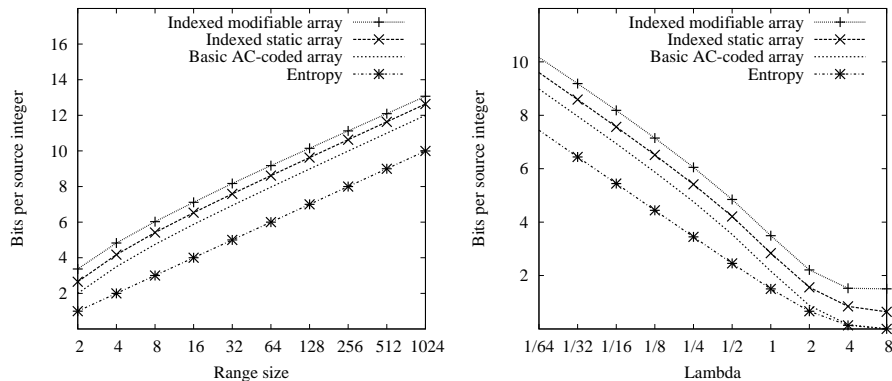 Indexed modifiable array
Indexed static array
Basic AC-coded array
Entropy
Bits per source integer
16
14
12
10
8
6
4
2
2 4 8 16 32 64 128 256 512 1024
Range size
Indexed modifiable array
Indexed static array
Basic AC-coded array
Entropy
Bits per source integer
10
8
6
4
2
1/64 1/32 1/16 1/8 1/4 1/2 1 2 4 8
Lambda